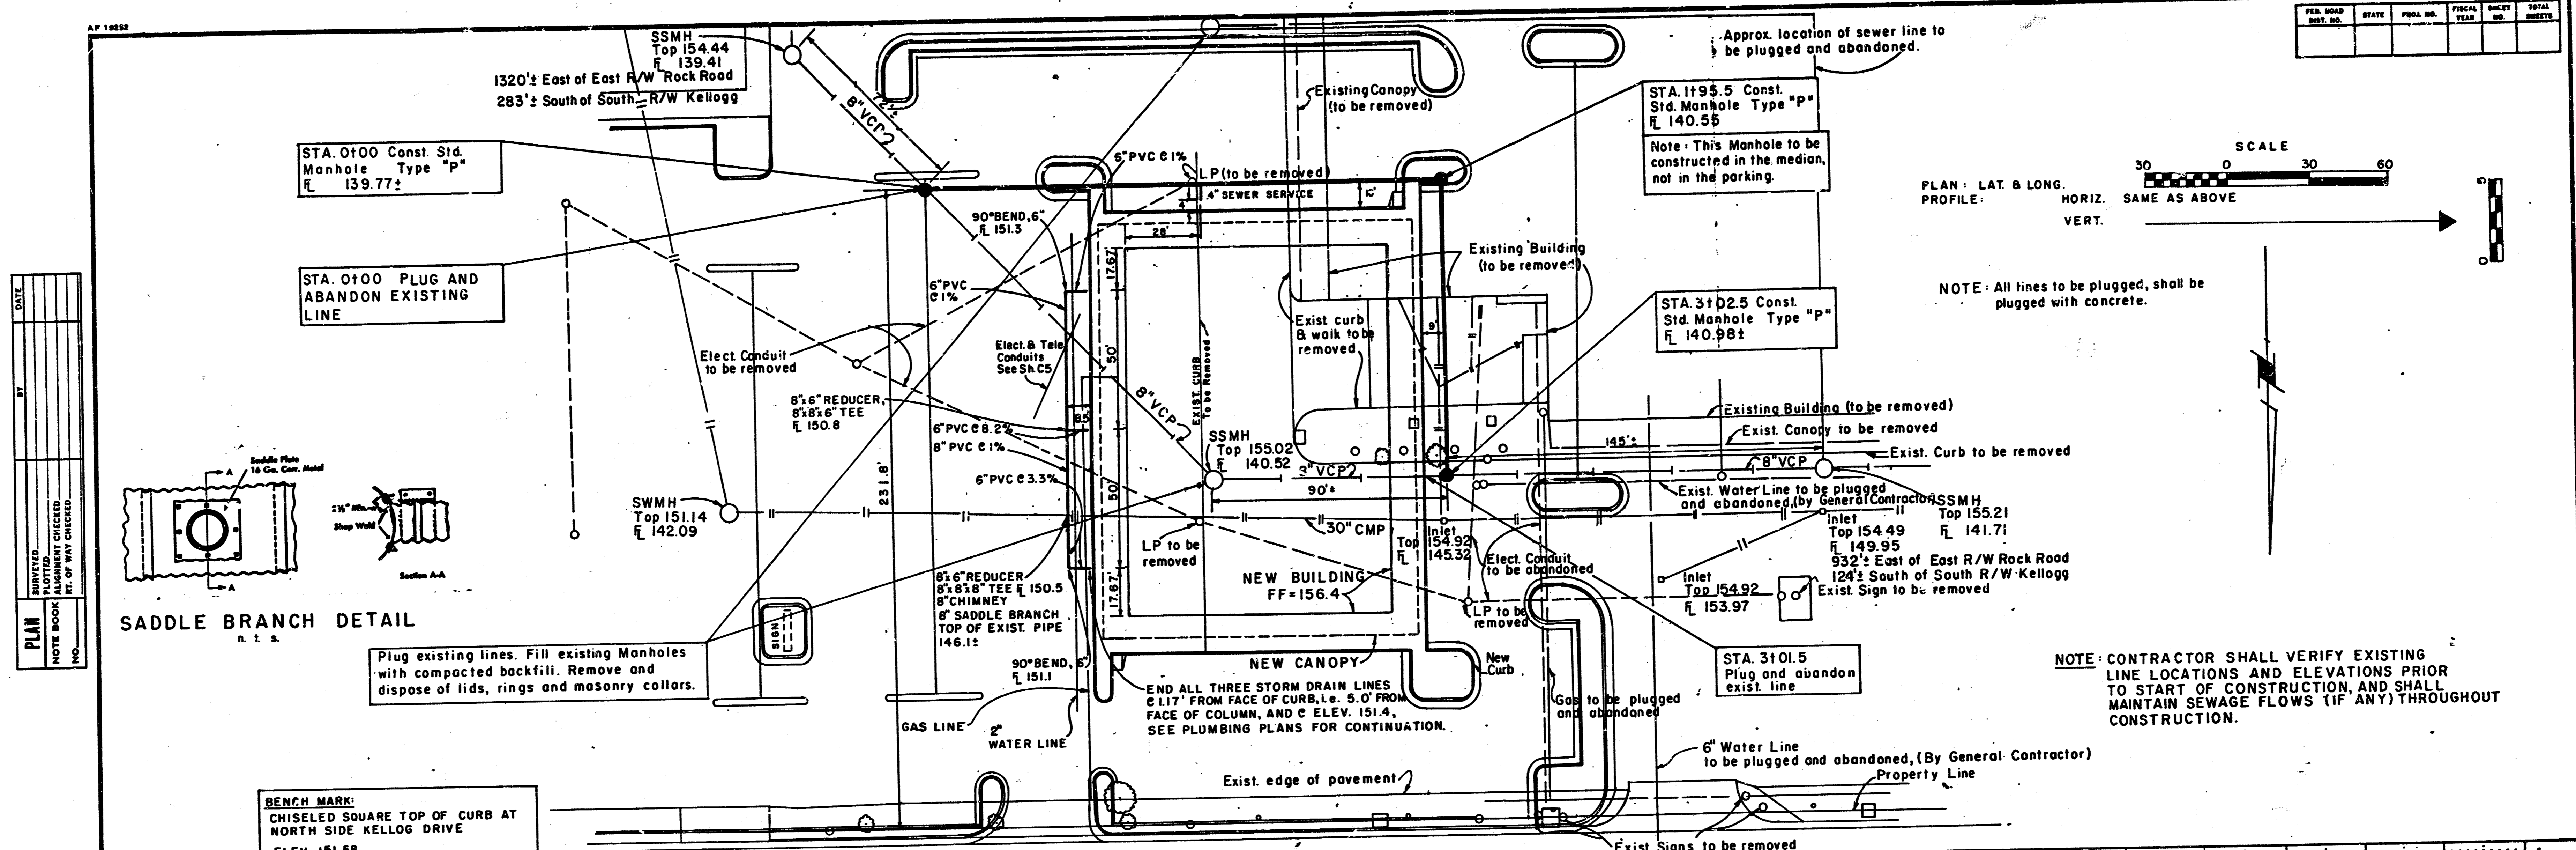 AF 19252
FED. ROAD DIST. NO.
STATE
PROJ. NO.
FISCAL YEAR
SHEET NO.
TOTAL SHEETS
SSMH
Top 154.44
FL 139.41
1320'± East of East R/W Rock Road
283'± South of South R/W Kellogg
8" VCP
72'±
Approx. location of sewer line to
be plugged and abandoned.
Existing Canopy
(to be removed)
STA. 1+95.5 Const.
Std. Manhole Type "P"
FL 140.55
Note: This Manhole to be
constructed in the median,
not in the parking.
STA. 0+00 Const. Std.
Manhole Type "P"
FL 139.77±
6" PVC @ 1%
LP (to be removed)
4" SEWER SERVICE
4'
SCALE
30 0 30 60
PLAN: LAT. & LONG.
PROFILE: HORIZ. SAME AS ABOVE
VERT.
5
0
90° BEND, 6"
FL 151.3
28'
17.67'
Existing Building
(to be removed)
STA. 0+00 PLUG AND
ABANDON EXISTING
LINE
6" PVC
@ 1%
NOTE: All lines to be plugged, shall be
plugged with concrete.
STA. 3+02.5 Const.
Std. Manhole Type "P"
FL 140.98±
Exist curb
& walk to be
removed
9'
Elect. Conduit
to be removed
Elect. & Tele
Conduits
See Sh. C5
50'
EXIST. CURB
To be Removed
8" VCP
8"x6" REDUCER,
8"x8"x6" TEE
FL 150.8
8.5'
6" PVC @ 8.2%
8" PVC @ 1%
6" PVC @ 3.3%
231.8'
50'
SSMH
Top 155.02
FL 140.52
8" VCP
90'±
145'±
Existing Building (to be removed)
Exist. Canopy to be removed
Exist. Curb to be removed
8" VCP
Exist. Water Line to be plugged
and abandoned, (by General Contractor)
SSMH
Top 155.21
FL 141.71
Inlet
Top 154.49
FL 149.95
932'± East of East R/W Rock Road
124'± South of South R/W Kellogg
Exist. Sign to be removed
SWMH
Top 151.14
FL 142.09
30" CMP
Inlet
Top 154.92
FL 145.32
Elect. Conduit
to be abandoned
Inlet
Top 154.92
FL 153.97
LP to be
removed
NEW BUILDING
FF=156.4
LP to be
removed
8"x6" REDUCER
8"x8"x8" TEE FL 150.5
8" CHIMNEY
8" SADDLE BRANCH
TOP OF EXIST. PIPE
146.1±
17.67'
Saddle Plate
16 Ga. Corr. Metal
A
A
Shop Weld
Section A-A
SADDLE BRANCH DETAIL
n. t. s.
DATE
BY
SURVEYED
PLOTTED
ALIGNMENT CHECKED
RT. OF WAY CHECKED
PLAN
NOTE BOOK
NO.
SIGN
Plug existing lines. Fill existing Manholes
with compacted backfill. Remove and
dispose of lids, rings and masonry collars.
90° BEND, 6"
FL 151.1
NEW CANOPY
New
Curb
STA. 3+01.5
Plug and abandon
exist. line
NOTE: CONTRACTOR SHALL VERIFY EXISTING
LINE LOCATIONS AND ELEVATIONS PRIOR
TO START OF CONSTRUCTION, AND SHALL
MAINTAIN SEWAGE FLOWS (IF ANY) THROUGHOUT
CONSTRUCTION.
END ALL THREE STORM DRAIN LINES
@ 1.17' FROM FACE OF CURB, i.e. 5.0' FROM
FACE OF COLUMN, AND @ ELEV. 151.4,
SEE PLUMBING PLANS FOR CONTINUATION.
Gas to be plugged
and abandoned
GAS LINE
2"
WATER LINE
6" Water Line
to be plugged and abandoned, (By General Contractor)
Property Line
Exist. edge of pavement
BENCH MARK:
CHISELED SQUARE TOP OF CURB AT
NORTH SIDE KELLOG DRIVE
ELEV. 151.58
Exist Signs to be removed